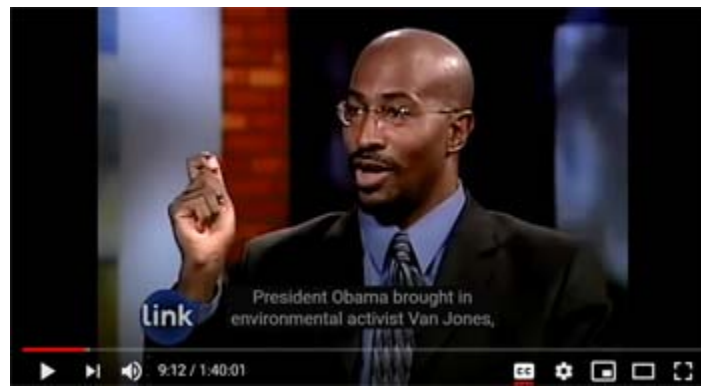 link
President Obama brought in
environmental activist Van Jones,
9:12 / 1:40:01
CC